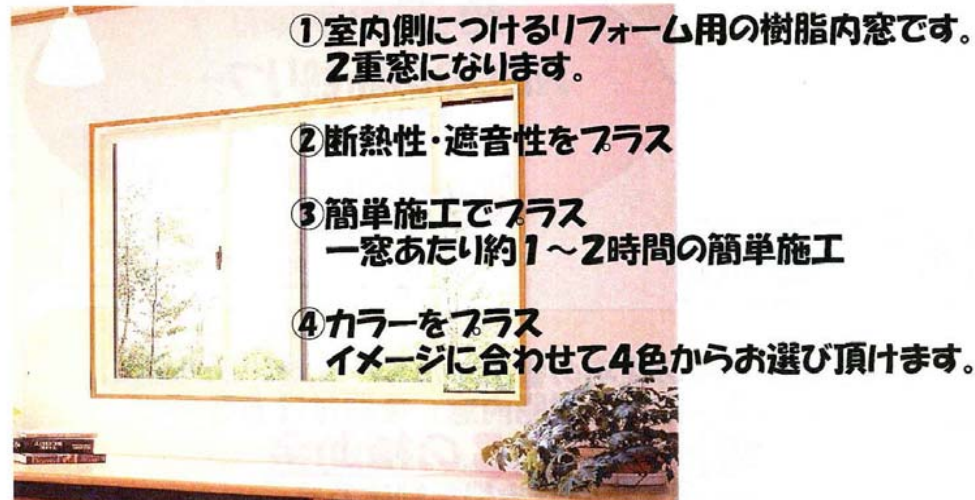 ①室内側につけるリフォーム用の樹脂内窓です。
2重窓になります。
②断熱性・遮音性をプラス
③簡単施工でプラス
一窓あたり約1～2時間の簡単施工
④カラーをプラス
イメージに合わせて4色からお選び頂けます。